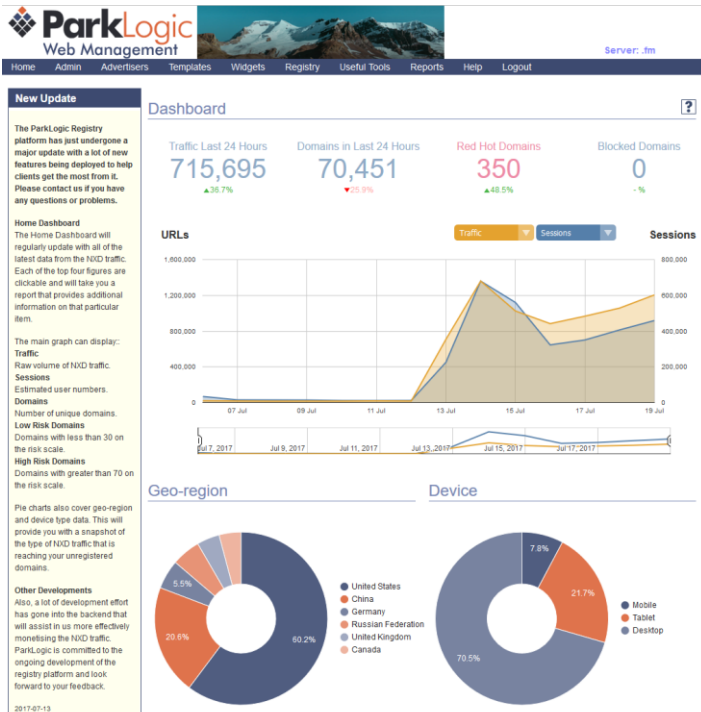 ParkLogic
Web Management
Server: .fm
Home Admin Advertisers Templates Widgets Registry Useful Tools Reports Help Logout
New Update
The ParkLogic Registry
platform has just undergone a
major update with a lot of new
features being deployed to help
clients get the most from it.
Please contact us if you have
any questions or problems.
Home Dashboard
The Home Dashboard will
regularly update with all of the
latest data from the NXD traffic.
Each of the top four figures are
clickable and will take you a
report that provides additional
information on that particular
item.
The main graph can display::
Traffic
Raw volume of NXD traffic.
Sessions
Estimated user numbers.
Domains
Number of unique domains.
Low Risk Domains
Domains with less than 30 on
the risk scale.
High Risk Domains
Domains with greater than 70 on
the risk scale.
Pie charts also cover geo-region
and device type data. This will
provide you with a snapshot of
the type of NXD traffic that is
reaching your unregistered
domains.
Other Developments
Also, a lot of development effort
has gone into the backend that
will assist in us more effectively
monetising the NXD traffic.
ParkLogic is committed to the
ongoing development of the
registry platform and look
forward to your feedback.
2017-07-13
Dashboard ?
Traffic Last 24 Hours Domains in Last 24 Hours Red Hot Domains Blocked Domains
715,695 70,451 350 0
▲36.7% ▼25.9% ▲48.5% - %
URLs Traffic Sessions Sessions
1,600,000 800,000
1,200,000 600,000
800,000 400,000
400,000 200,000
0 0
07 Jul 09 Jul 11 Jul 13 Jul 15 Jul 17 Jul 19 Jul
Jul 7, 2017 Jul 9, 2017 Jul 11, 2017 Jul 13, 2017 Jul 15, 2017 Jul 17, 2017
Geo-region
5.5%
20.6%
60.2%
United States
China
Germany
Russian Federation
United Kingdom
Canada
Device
7.8%
21.7%
70.5%
Mobile
Tablet
Desktop